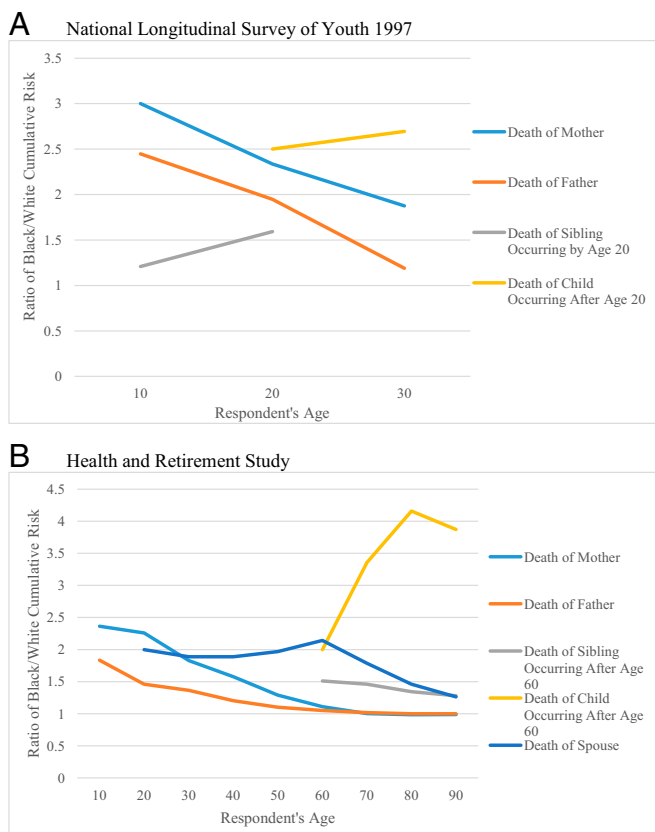 A
National Longitudinal Survey of Youth 1997
Ratio of Black/White Cumulative Risk
3.5
3
2.5
2
1.5
1
0.5
0
10
20
30
Respondent's Age
Death of Mother
Death of Father
Death of Sibling
Occurring by Age 20
Death of Child
Occurring After Age 20
B
Health and Retirement Study
Ratio of Black/White Cumulative Risk
4.5
4
3.5
3
2.5
2
1.5
1
0.5
0
10 20 30 40 50 60 70 80 90
Respondent's Age
Death of Mother
Death of Father
Death of Sibling
Occurring After Age
60
Death of Child
Occurring After Age
60
Death of Spouse